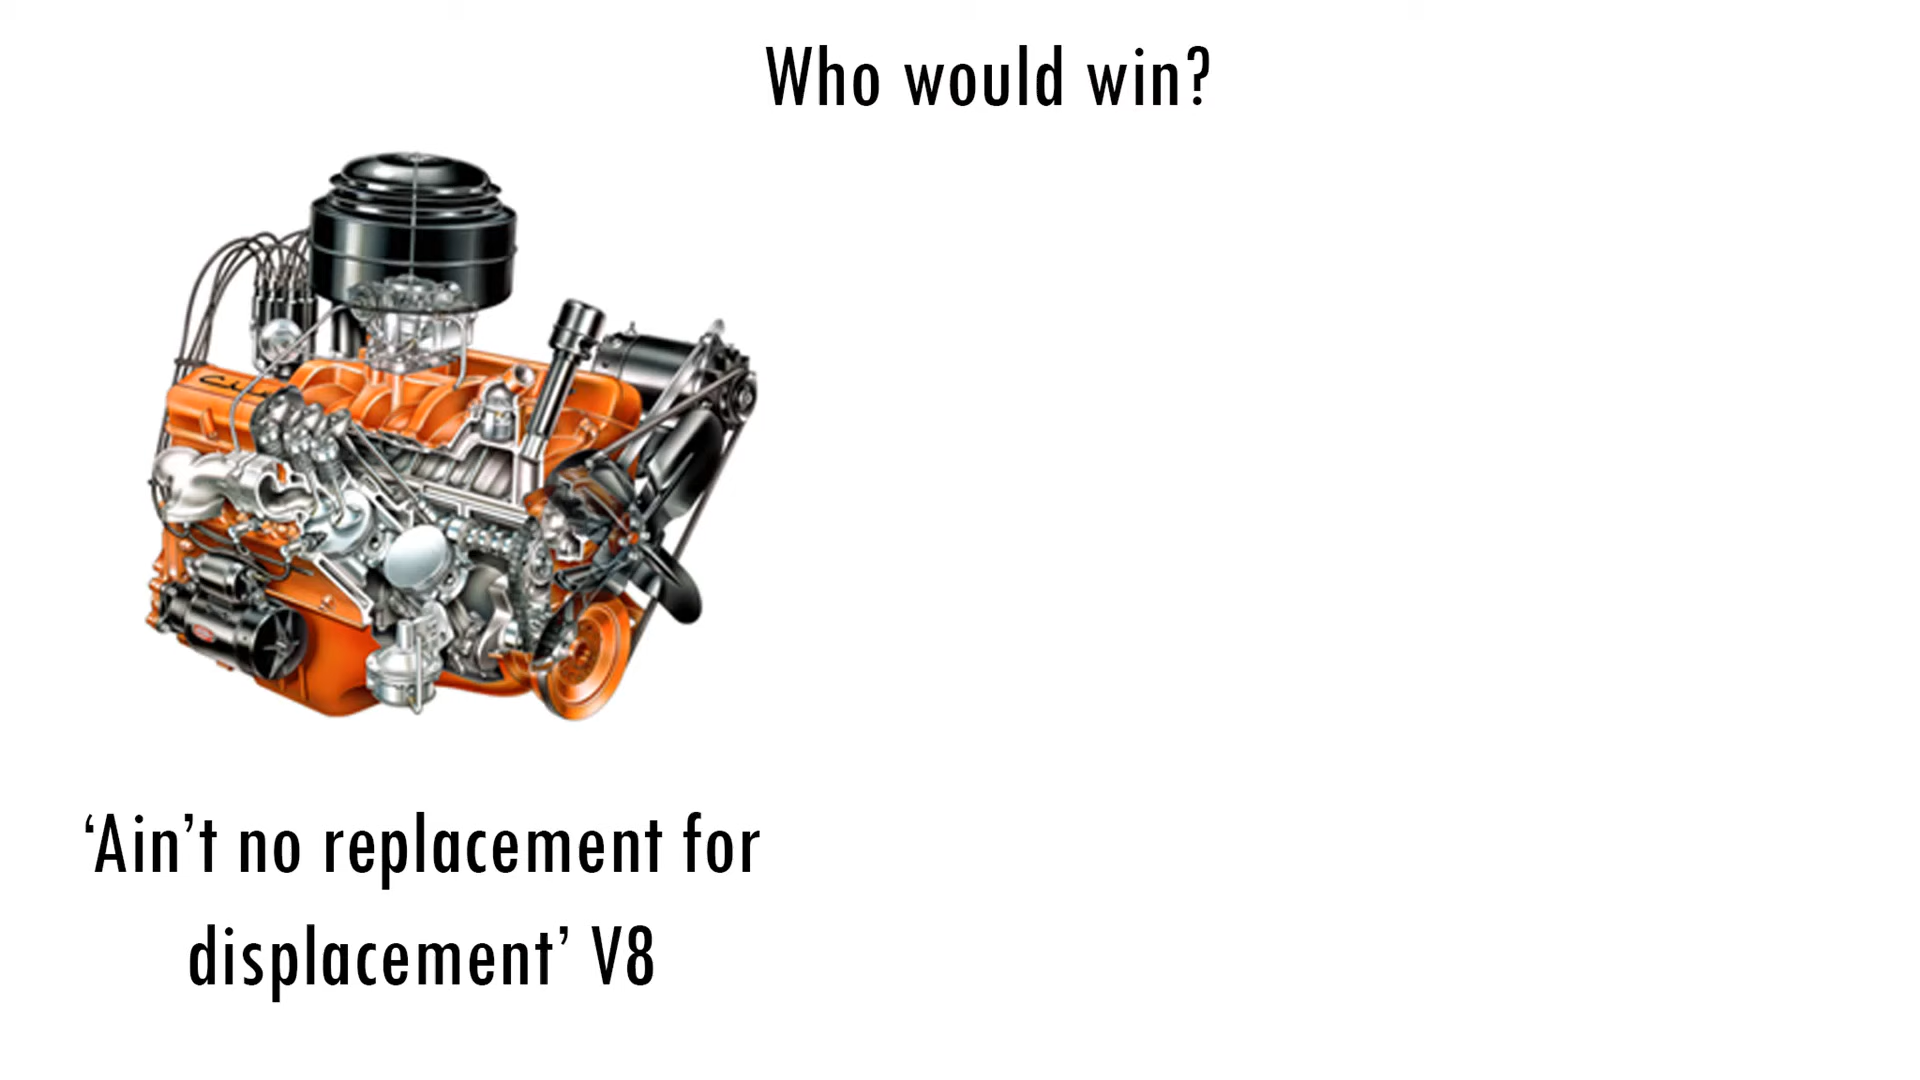 Who would win?
‘Ain’t no replacement for
displacement’ V8